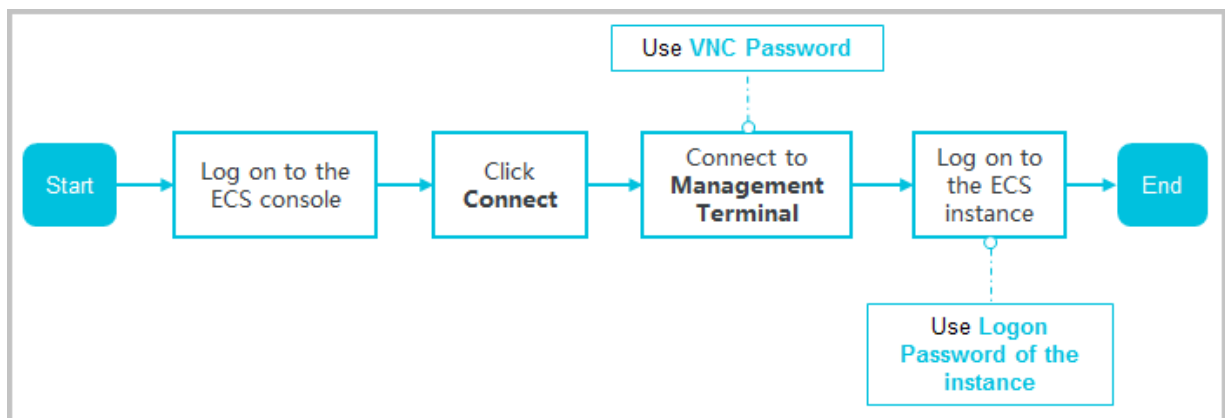 Use VNC Password
Start
Log on to the
ECS console
Click
Connect
Connect to
Management
Terminal
Log on to
the ECS
instance
End
Use Logon
Password of the
instance